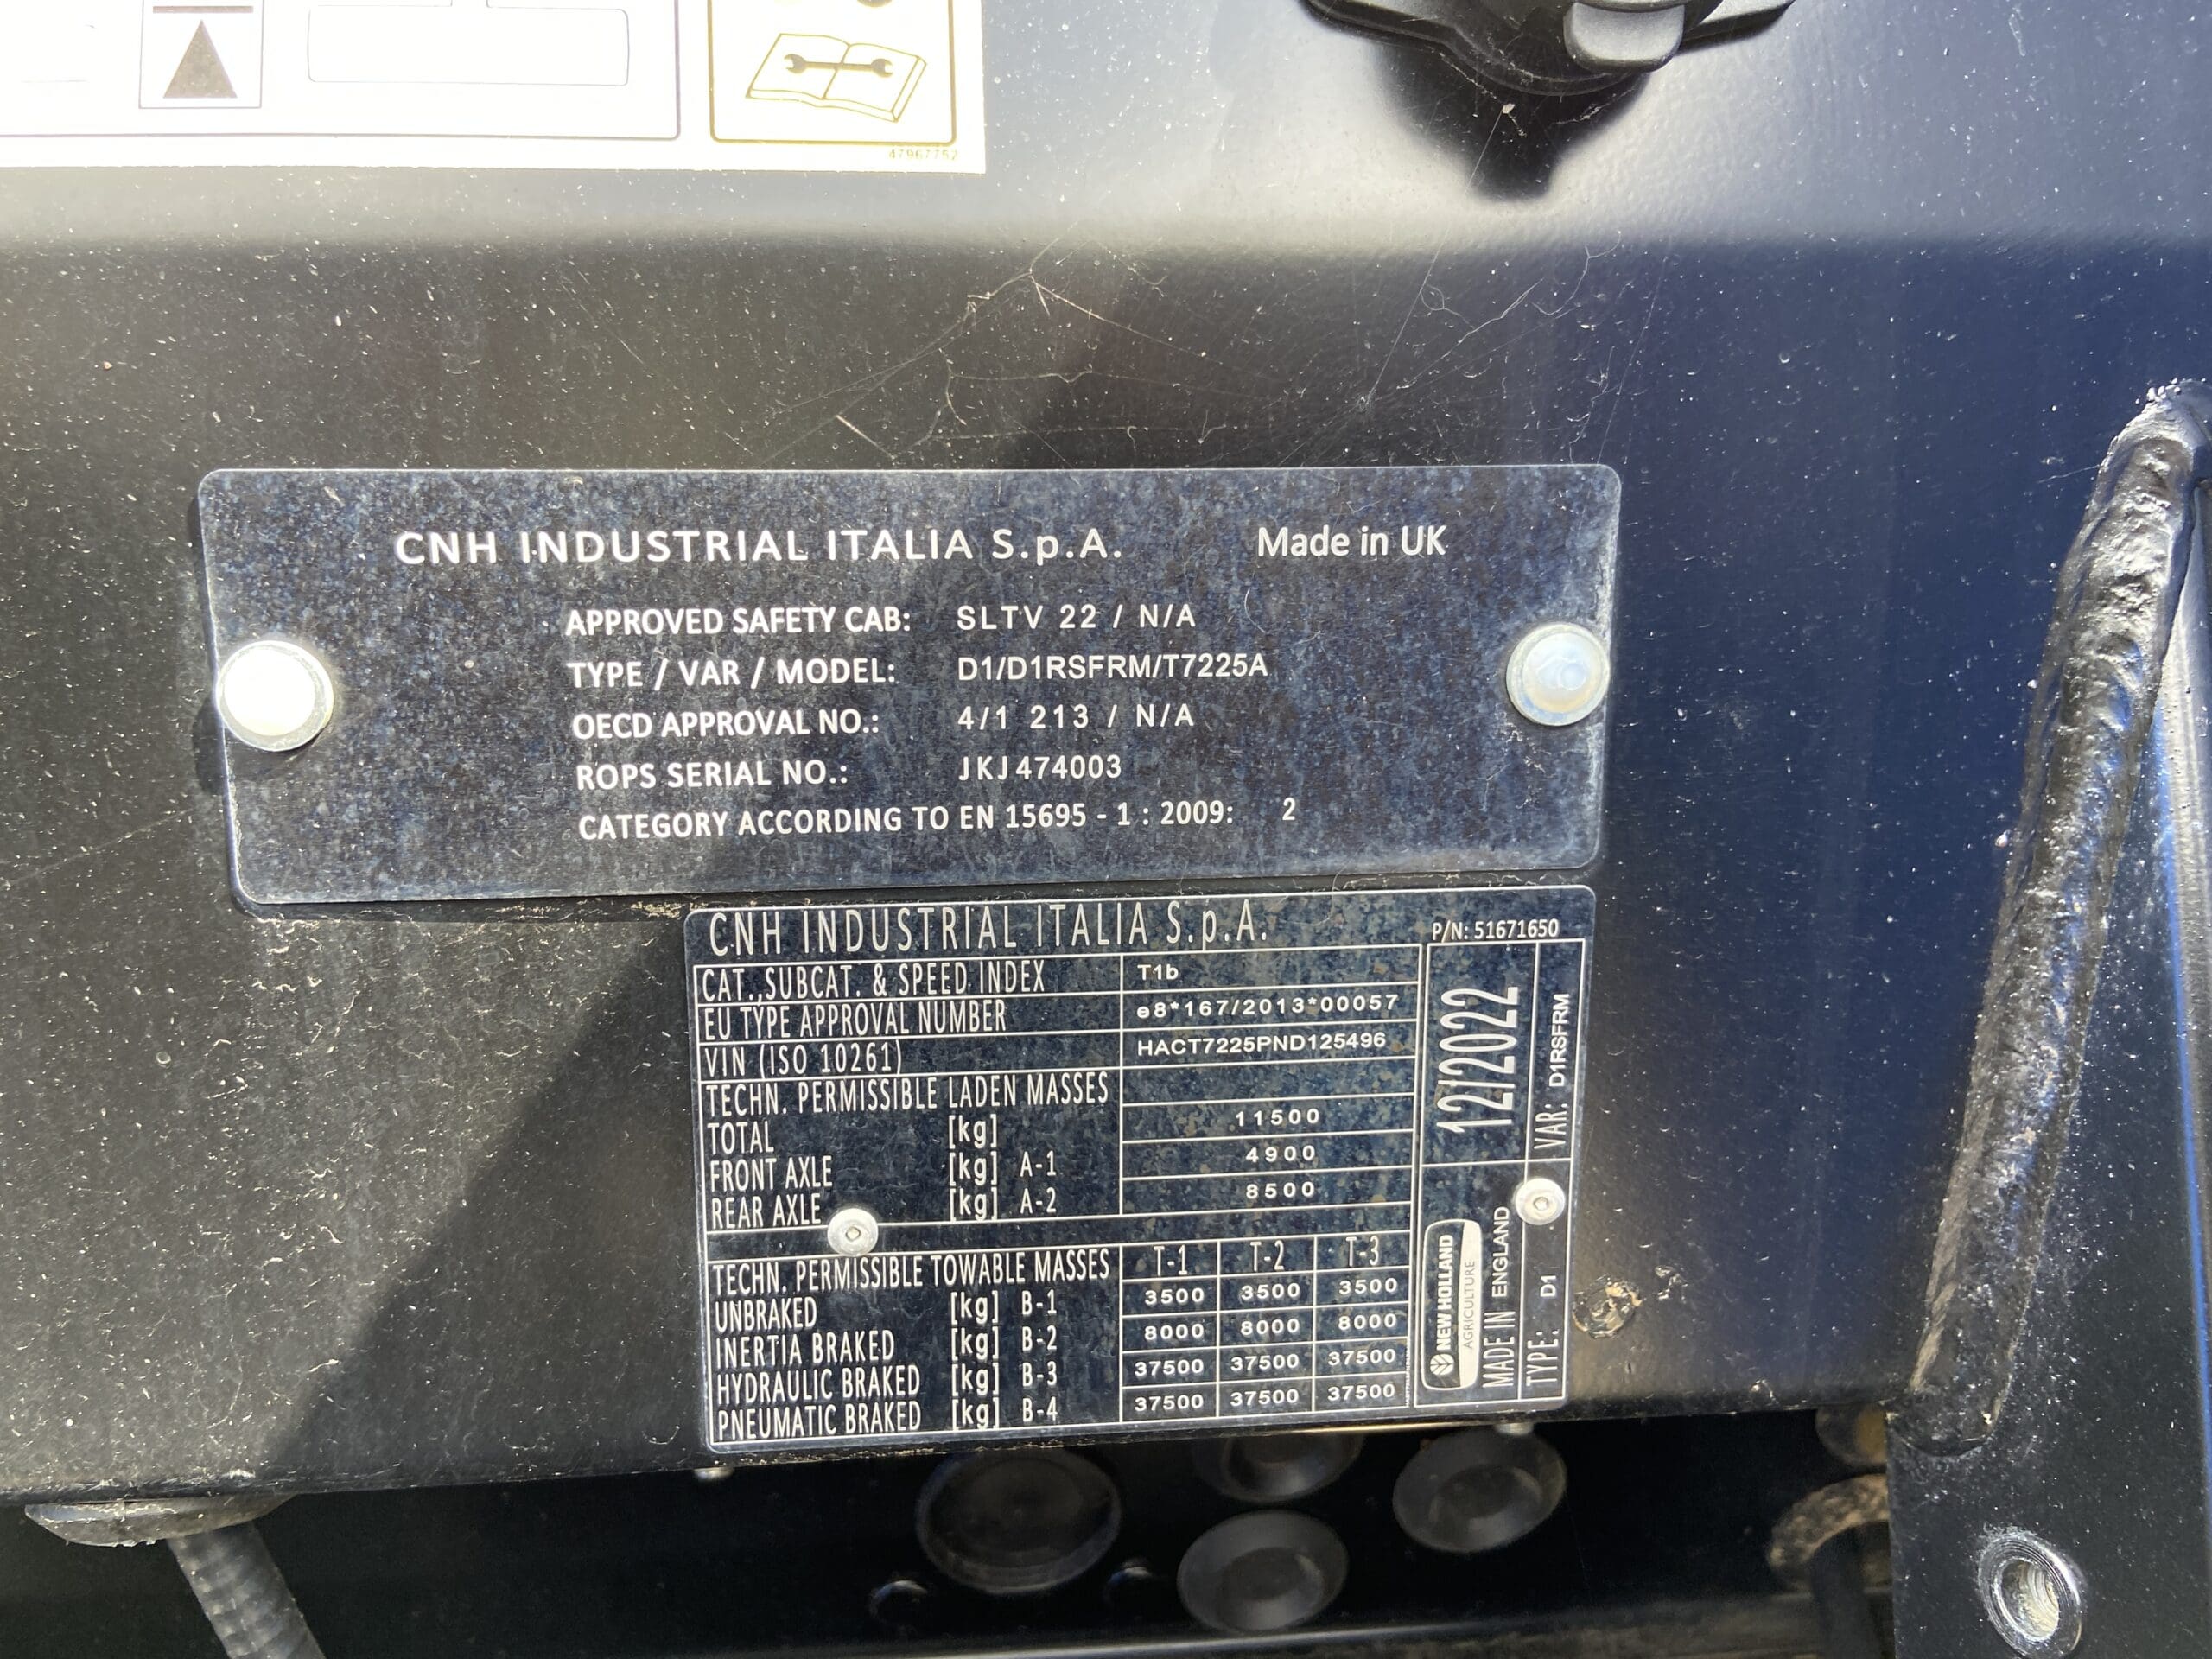 47967752
CNH INDUSTRIAL ITALIA S.p.A. Made in UK
APPROVED SAFETY CAB: SLTV 22 / N/A
TYPE / VAR / MODEL: D1/D1RSFRM/T7225A
OECD APPROVAL NO.: 4/1 213 / N/A
ROPS SERIAL NO.: JKJ474003
CATEGORY ACCORDING TO EN 15695 - 1 : 2009: 2
CNH INDUSTRIAL ITALIA S.p.A. P/N: 51671650
CAT.,SUBCAT. & SPEED INDEX T1b
EU TYPE APPROVAL NUMBER e8*167/2013*00057
VIN (ISO 10261) HACT7225PND125496
TECHN. PERMISSIBLE LADEN MASSES
TOTAL [kg] 11500
FRONT AXLE [kg] A-1 4900
REAR AXLE [kg] A-2 8500
TECHN. PERMISSIBLE TOWABLE MASSES T-1 T-2 T-3
UNBRAKED [kg] B-1 3500 3500 3500
INERTIA BRAKED [kg] B-2 8000 8000 8000
HYDRAULIC BRAKED [kg] B-3 37500 37500 37500
PNEUMATIC BRAKED [kg] B-4 37500 37500 37500
12/2022
VAR. D1RSFRM
NEW HOLLAND
AGRICULTURE
MADE IN ENGLAND
TYPE: D1